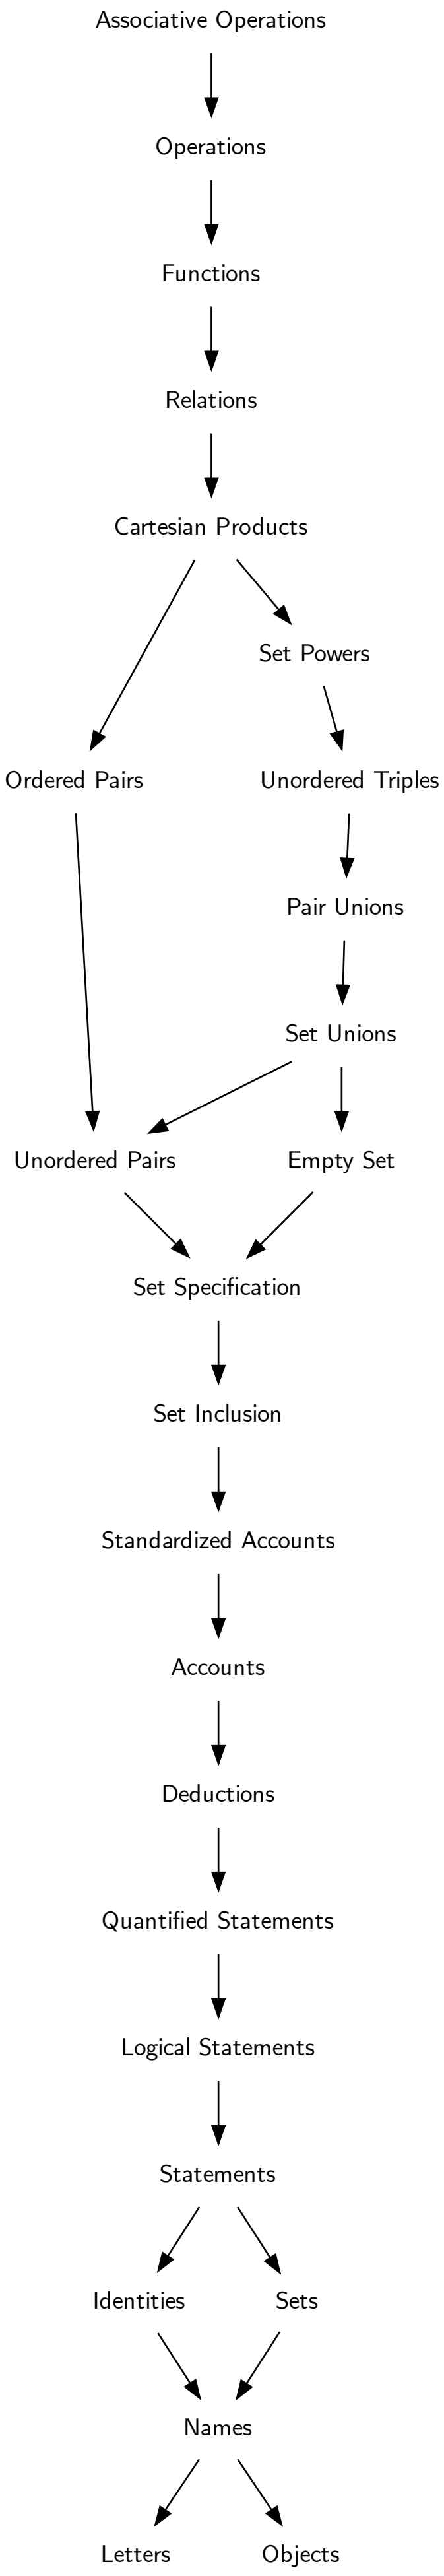 Associative Operations
Operations
Functions
Relations
Cartesian Products
Set Powers
Ordered Pairs
Unordered Triples
Pair Unions
Set Unions
Unordered Pairs
Empty Set
Set Specification
Set Inclusion
Standardized Accounts
Accounts
Deductions
Quantified Statements
Logical Statements
Statements
Identities
Sets
Names
Letters
Objects